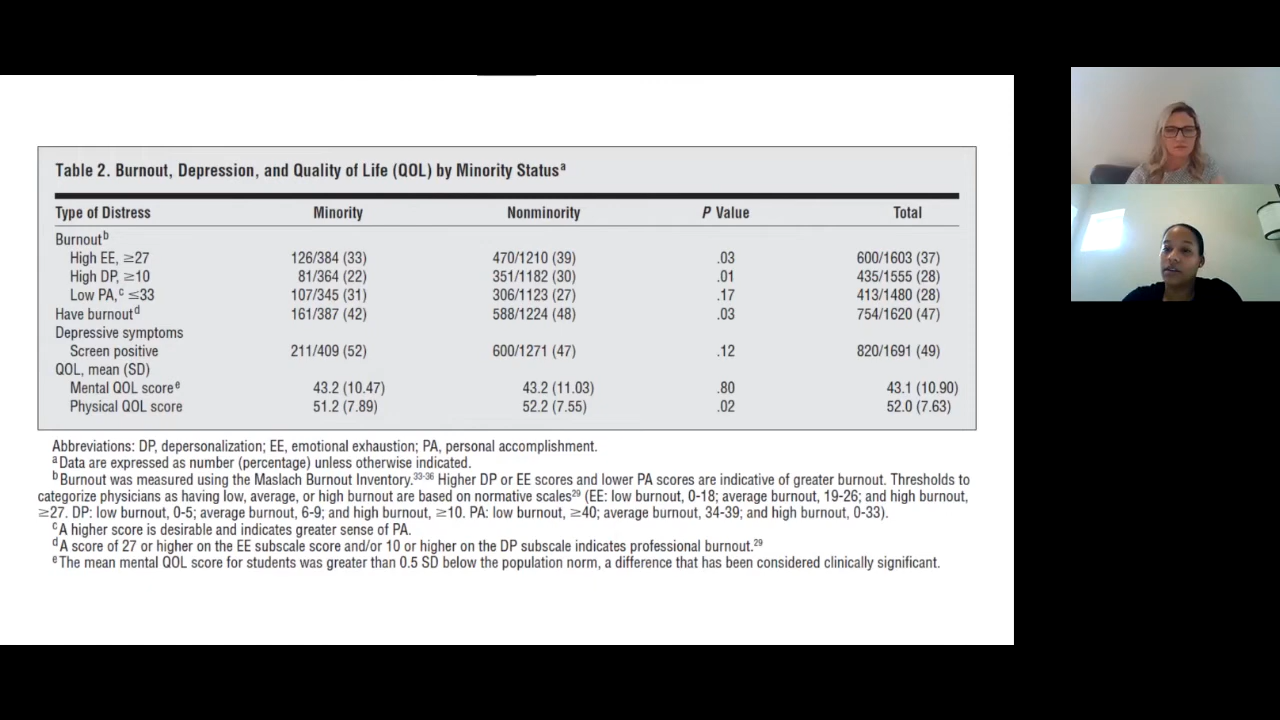 Table 2. Burnout, Depression, and Quality of Life (QOL) by Minority Statusᵃ
Type of Distress Minority Nonminority P Value Total
Burnoutᵇ
High EE, ≥27 126/384 (33) 470/1210 (39) .03 600/1603 (37)
High DP, ≥10 81/364 (22) 351/1182 (30) .01 435/1555 (28)
Low PA,ᶜ ≤33 107/345 (31) 306/1123 (27) .17 413/1480 (28)
Have burnoutᵈ 161/387 (42) 588/1224 (48) .03 754/1620 (47)
Depressive symptoms
Screen positive 211/409 (52) 600/1271 (47) .12 820/1691 (49)
QOL, mean (SD)
Mental QOL scoreᵉ 43.2 (10.47) 43.2 (11.03) .80 43.1 (10.90)
Physical QOL score 51.2 (7.89) 52.2 (7.55) .02 52.0 (7.63)
Abbreviations: DP, depersonalization; EE, emotional exhaustion; PA, personal accomplishment.
ᵃData are expressed as number (percentage) unless otherwise indicated.
ᵇBurnout was measured using the Maslach Burnout Inventory.³³⁻³⁶ Higher DP or EE scores and lower PA scores are indicative of greater burnout. Thresholds to
categorize physicians as having low, average, or high burnout are based on normative scales²⁹ (EE: low burnout, 0-18; average burnout, 19-26; and high burnout,
≥27. DP: low burnout, 0-5; average burnout, 6-9; and high burnout, ≥10. PA: low burnout, ≥40; average burnout, 34-39; and high burnout, 0-33).
ᶜA higher score is desirable and indicates greater sense of PA.
ᵈA score of 27 or higher on the EE subscale score and/or 10 or higher on the DP subscale indicates professional burnout.²⁹
ᵉThe mean mental QOL score for students was greater than 0.5 SD below the population norm, a difference that has been considered clinically significant.